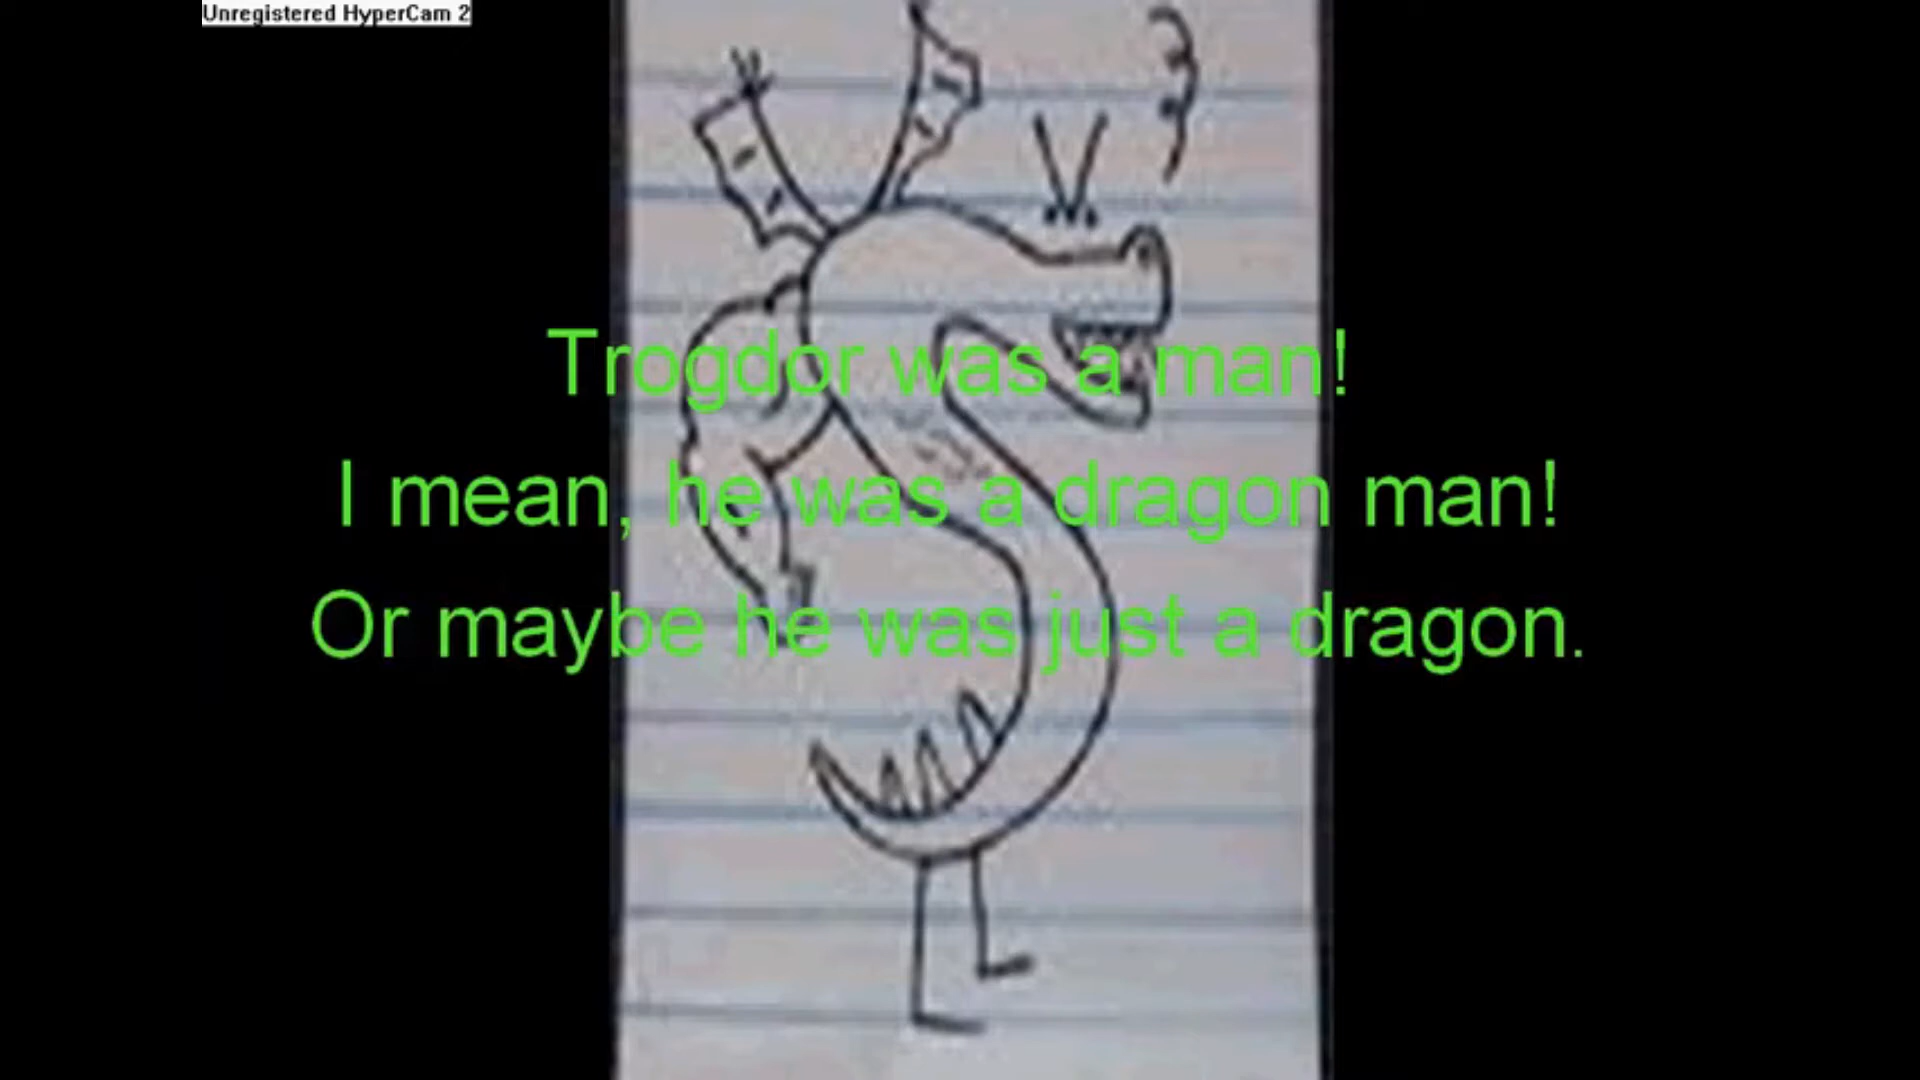 Unregistered HyperCam 2
Trogdor was a man!
I mean, he was a dragon man!
Or maybe he was just a dragon.